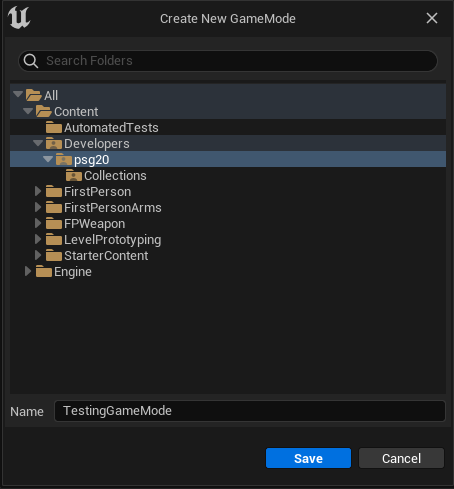 Create New GameMode
Search Folders
All
Content
AutomatedTests
Developers
psg20
Collections
FirstPerson
FirstPersonArms
FPWeapon
LevelPrototyping
StarterContent
Engine
Name TestingGameMode
Save Cancel